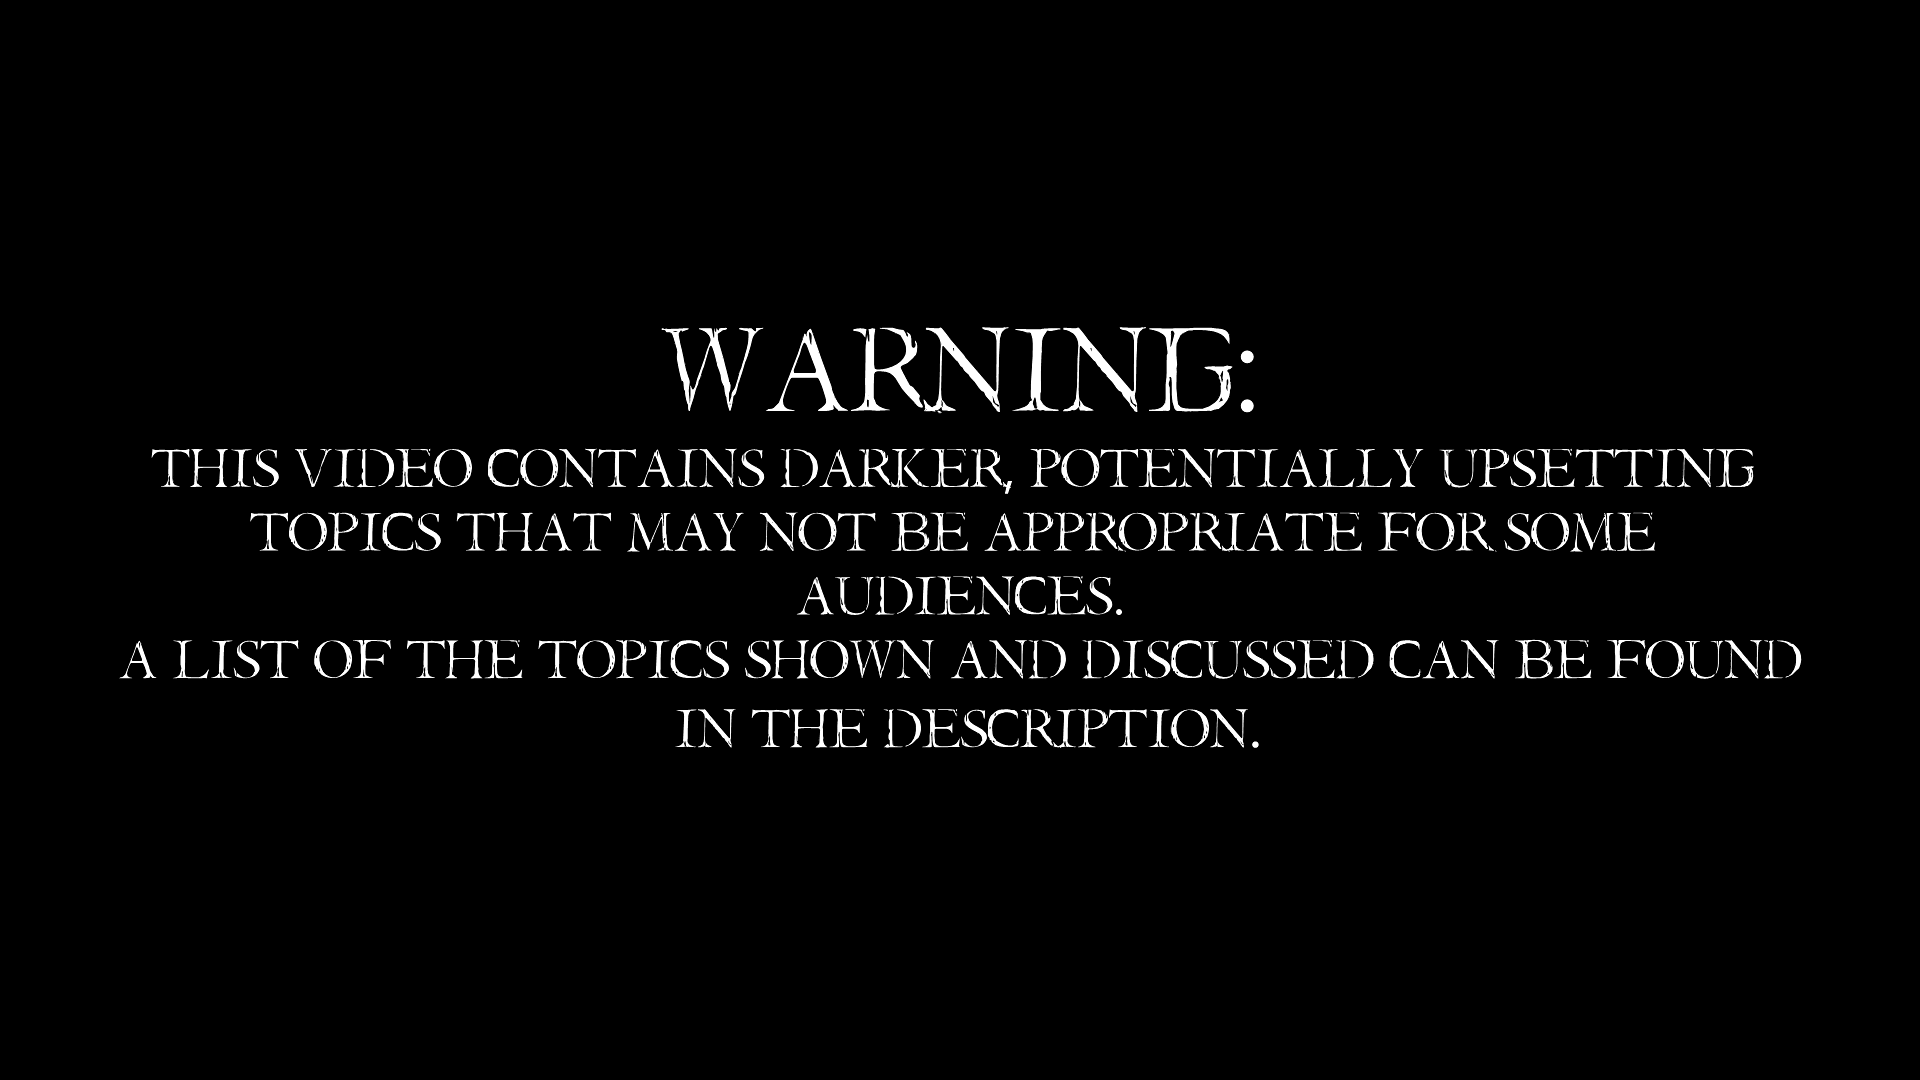 WARNING:
THIS VIDEO CONTAINS DARKER, POTENTIALLY UPSETTING
TOPICS THAT MAY NOT BE APPROPRIATE FOR SOME
AUDIENCES.
A LIST OF THE TOPICS SHOWN AND DISCUSSED CAN BE FOUND
IN THE DESCRIPTION.